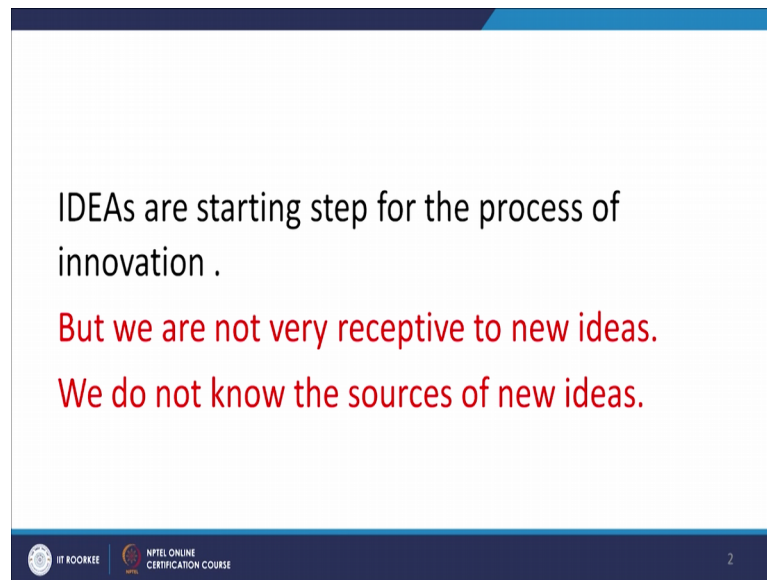 IDEAs are starting step for the process of
innovation .
But we are not very receptive to new ideas.
We do not know the sources of new ideas.
IIT ROORKEE
NPTEL
NPTEL ONLINE
CERTIFICATION COURSE
2